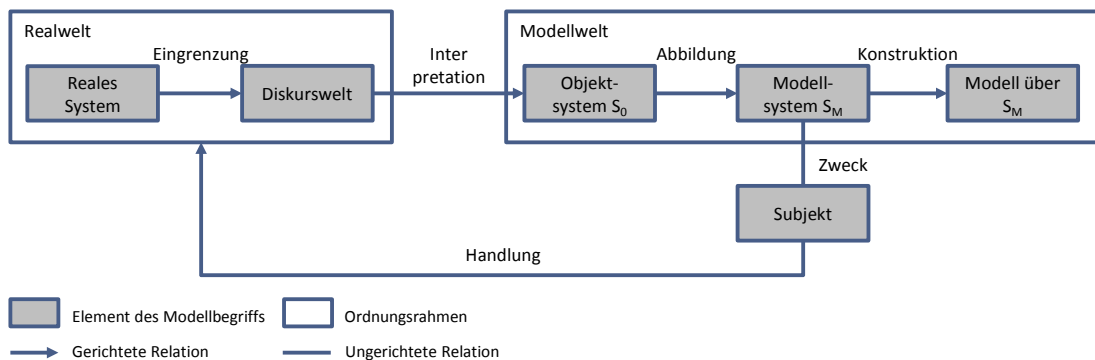 Realwelt
Modellwelt
Eingrenzung
Inter
pretation
Abbildung
Konstruktion
Reales
System
Diskurswelt
Objekt-
system S₀
Modell-
system Sₘ
Modell über
Sₘ
Zweck
Subjekt
Handlung
Element des Modellbegriffs
Ordnungsrahmen
Gerichtete Relation
Ungerichtete Relation